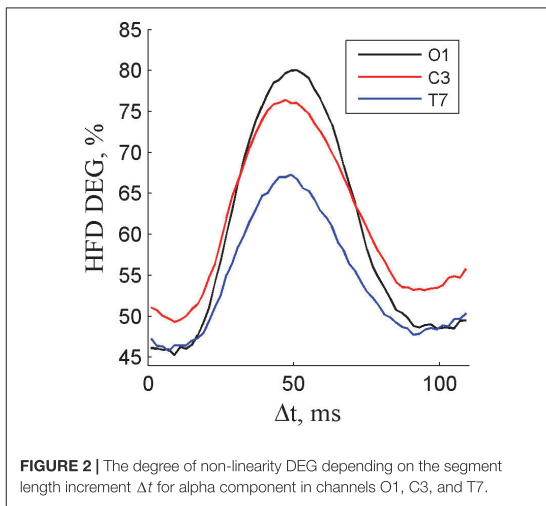 85
80
75
70
65
60
55
50
45
HFD DEG, %
O1
C3
T7
0 50 100
Δt, ms
FIGURE 2 | The degree of non-linearity DEG depending on the segment
length increment Δt for alpha component in channels O1, C3, and T7.